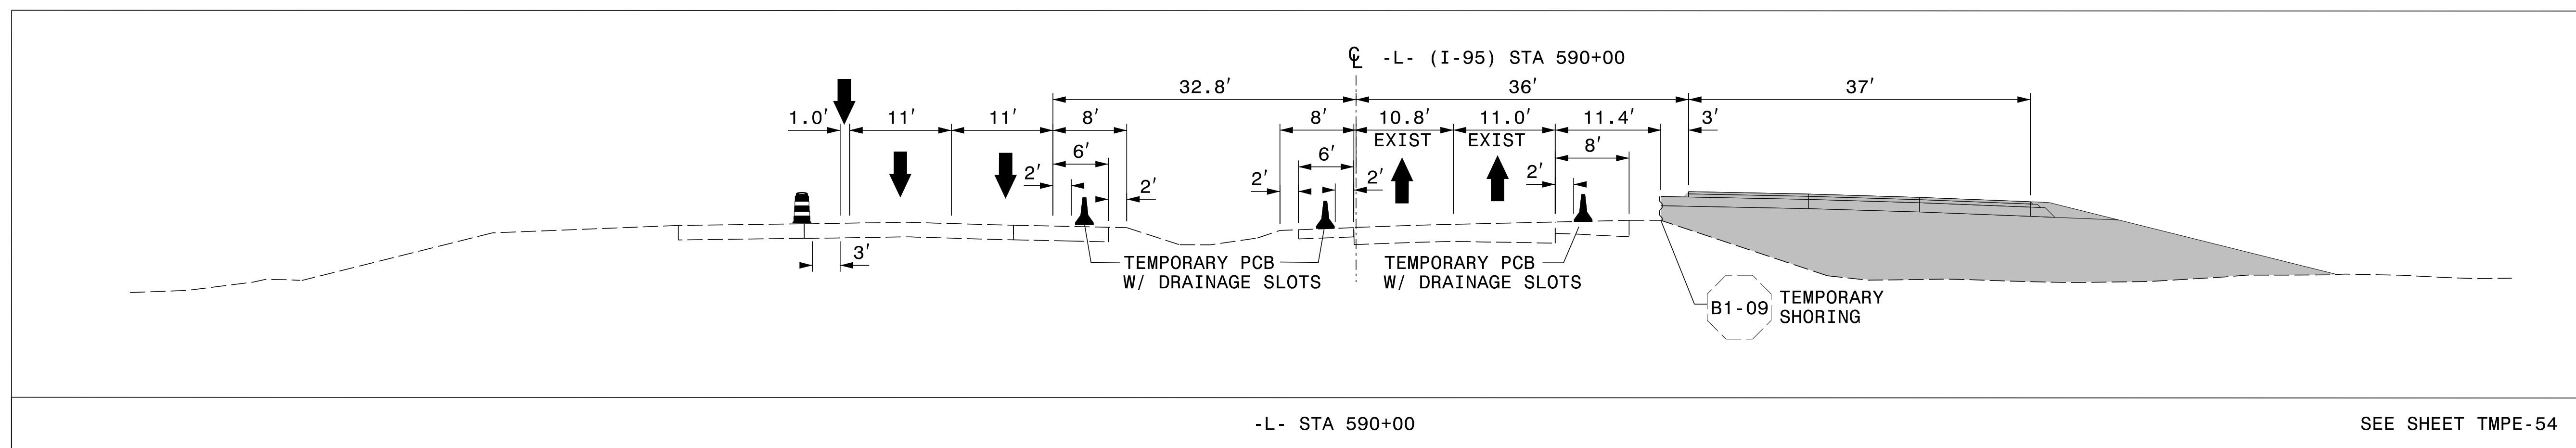 ℄ -L- (I-95) STA 590+00
32.8' 36' 37'
1.0' 11' 11' 8' 8' 10.8' 11.0' 11.4' 3'
EXIST EXIST
6' 6' 8'
2' 2' 2' 2' 2'
3'
TEMPORARY PCB
W/ DRAINAGE SLOTS
TEMPORARY PCB
W/ DRAINAGE SLOTS
B1-09
TEMPORARY
SHORING
-L- STA 590+00
SEE SHEET TMPE-54